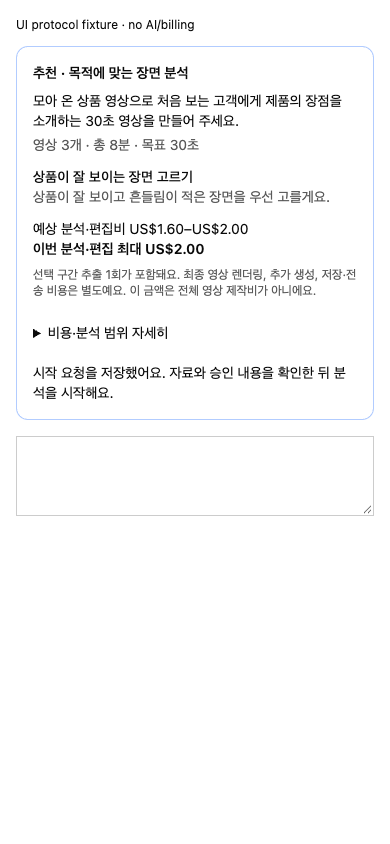 UI protocol fixture · no AI/billing
추천 · 목적에 맞는 장면 분석
모아 온 상품 영상으로 처음 보는 고객에게 제품의 장점을
소개하는 30초 영상을 만들어 주세요.
영상 3개 · 총 8분 · 목표 30초
상품이 잘 보이는 장면 고르기
상품이 잘 보이고 흔들림이 적은 장면을 우선 고를게요.
예상 분석·편집비 US$1.60–US$2.00
이번 분석·편집 최대 US$2.00
선택 구간 추출 1회가 포함돼요. 최종 영상 렌더링, 추가 생성, 저장·전
송 비용은 별도예요. 이 금액은 전체 영상 제작비가 아니에요.
▶ 비용·분석 범위 자세히
시작 요청을 저장했어요. 자료와 승인 내용을 확인한 뒤 분
석을 시작해요.